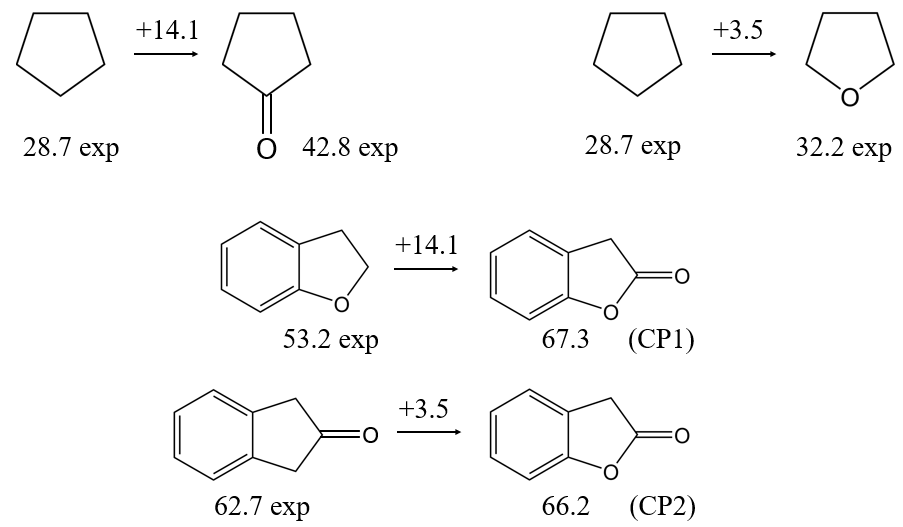 +14.1
+3.5
O
O
28.7 exp
42.8 exp
28.7 exp
32.2 exp
+14.1
O
O
O
53.2 exp
67.3 (CP1)
+3.5
O
O
O
62.7 exp
66.2 (CP2)